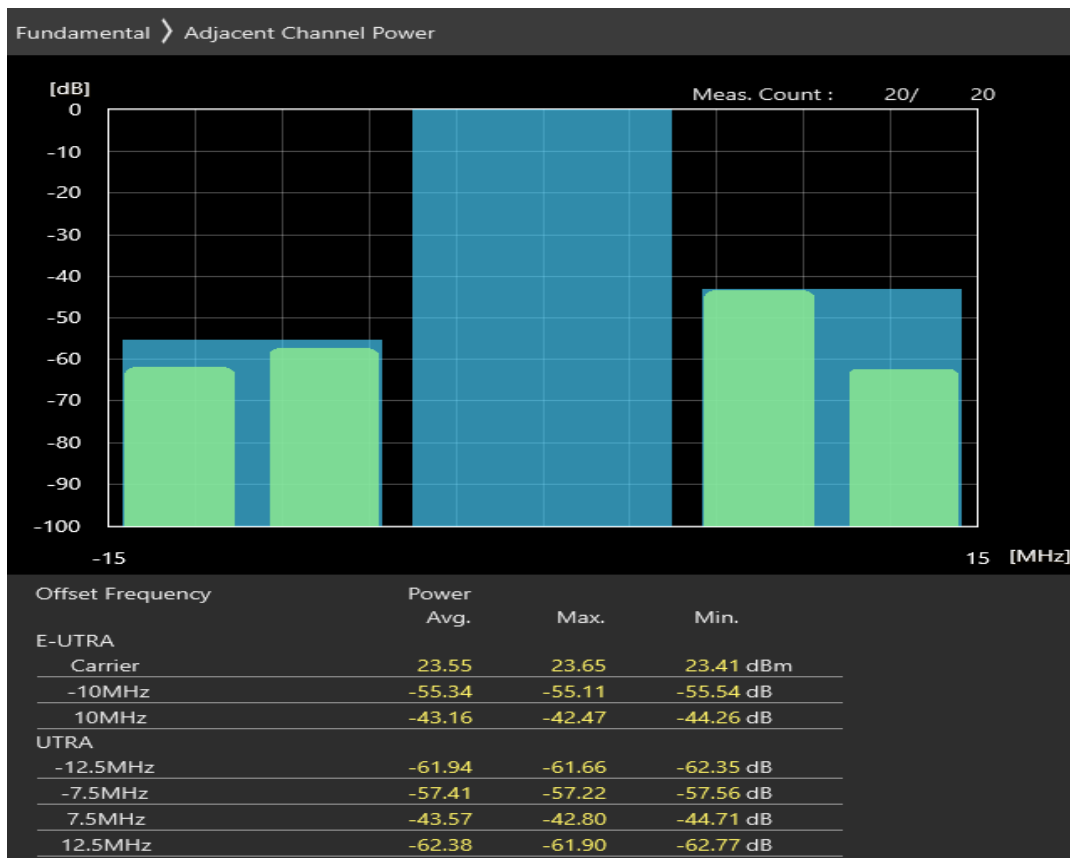 Fundamental 〉 Adjacent Channel Power
[dB]
Meas. Count : 20/ 20
0
-10
-20
-30
-40
-50
-60
-70
-80
-90
-100
-15 15 [MHz]
Offset Frequency Power
Avg. Max. Min.
E-UTRA
Carrier 23.55 23.65 23.41 dBm
-10MHz -55.34 -55.11 -55.54 dB
10MHz -43.16 -42.47 -44.26 dB
UTRA
-12.5MHz -61.94 -61.66 -62.35 dB
-7.5MHz -57.41 -57.22 -57.56 dB
7.5MHz -43.57 -42.80 -44.71 dB
12.5MHz -62.38 -61.90 -62.77 dB